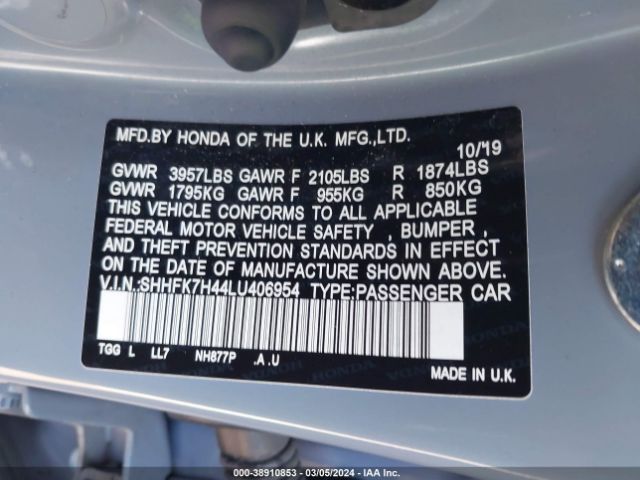 MFD.BY HONDA OF THE U.K. MFG.,LTD.
10/19
GVWR 3957LBS GAWR F 2105LBS R 1874LBS
GVWR 1795KG GAWR F 955KG R 850KG
THIS VEHICLE CONFORMS TO ALL APPLICABLE
FEDERAL MOTOR VEHICLE SAFETY , BUMPER ,
AND THEFT PREVENTION STANDARDS IN EFFECT
ON THE DATE OF MANUFACTURE SHOWN ABOVE.
V.I.N.:SHHFK7H44LU406954 TYPE:PASSENGER CAR
TGG L LL7 NH877P .A .U
MADE IN U.K.
000-38910853 — 03/05/2024 — IAA Inc.